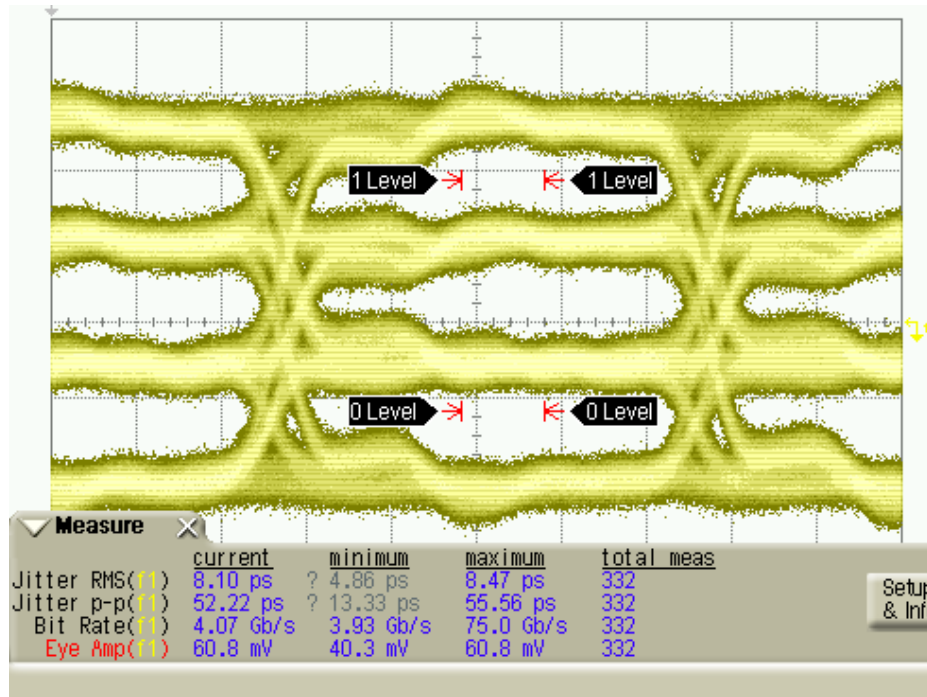 1 Level 1 Level
0 Level 0 Level
Measure
current minimum maximum total meas
Jitter RMS(f1) 8.10 ps ? 4.86 ps 8.47 ps 332
Jitter p-p(f1) 52.22 ps ? 13.33 ps 55.56 ps 332
Bit Rate(f1) 4.07 Gb/s 3.93 Gb/s 75.0 Gb/s 332
Eye Amp(f1) 60.8 mV 40.3 mV 60.8 mV 332
Setup
& Inf